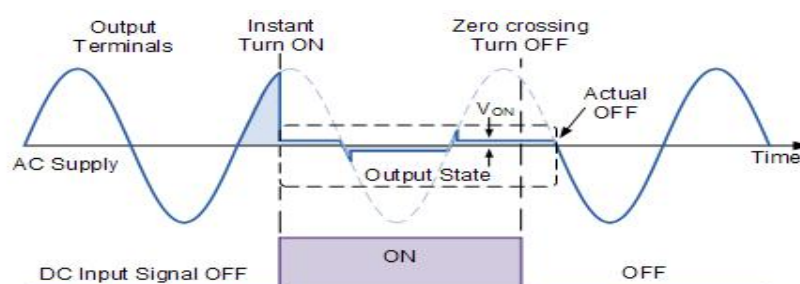 Output
Terminals
Instant
Turn ON
Zero crossing
Turn OFF
VON
Actual
OFF
AC Supply
Output State
Time
DC Input Signal OFF
ON
OFF